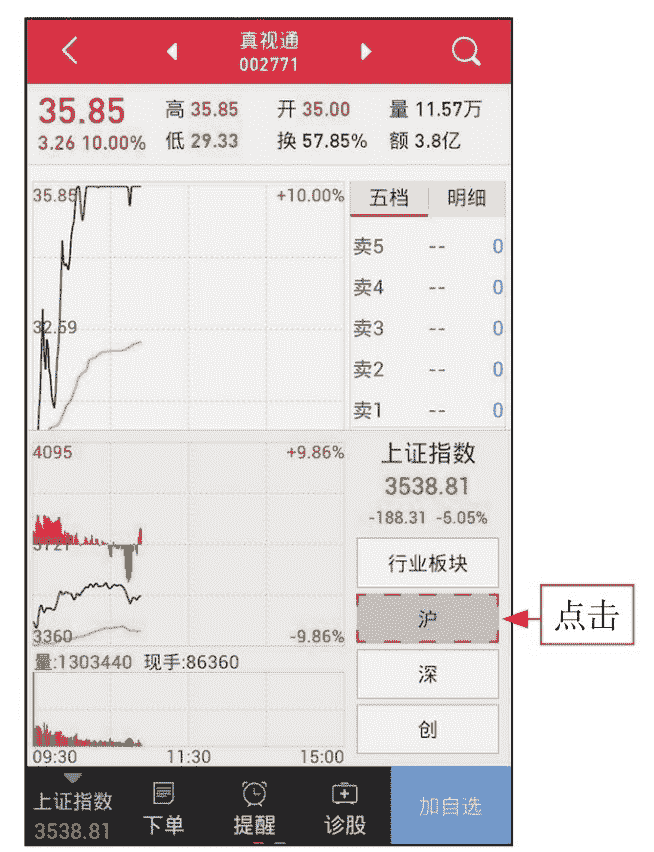 真视通
002771
35.85 高 35.85 开 35.00 量 11.57万
3.26 10.00% 低 29.33 换 57.85% 额 3.8亿
35.85 +10.00%
32.59
五档 明细
卖5 -- 0
卖4 -- 0
卖3 -- 0
卖2 -- 0
卖1 -- 0
4095 +9.86%
3727
3360 -9.86%
上证指数
3538.81
-188.31 -5.05%
行业板块
沪
点击
深
创
量:1303440 现手:86360
09:30 11:30 15:00
上证指数
3538.81
下单
提醒
诊股
加自选